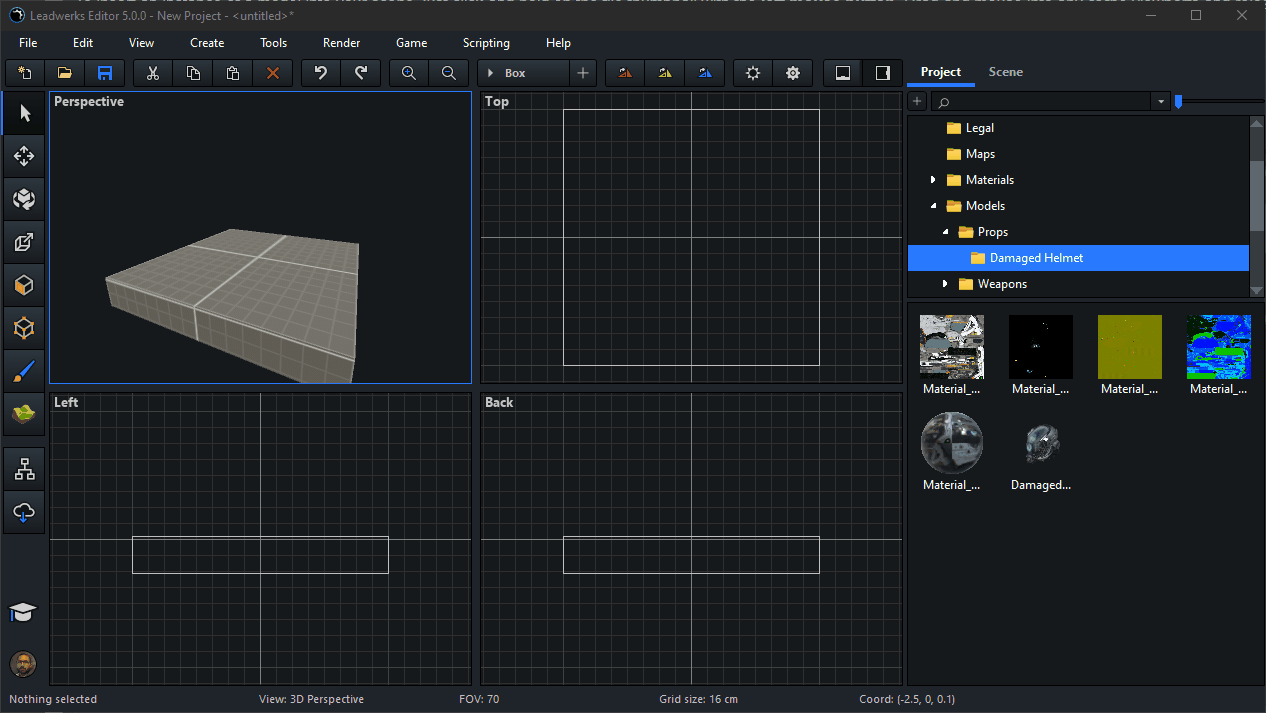 Leadwerks Editor 5.0.0 - New Project - <untitled>*
File Edit View Create Tools Render Game Scripting Help
Box
Project Scene
Perspective
Top
Legal
Maps
Materials
Models
Props
Damaged Helmet
Weapons
Material_... Material_... Material_... Material_...
Left
Back
Material_... Damaged...
Nothing selected View: 3D Perspective FOV: 70 Grid size: 16 cm Coord: (-2.5, 0, 0.1)